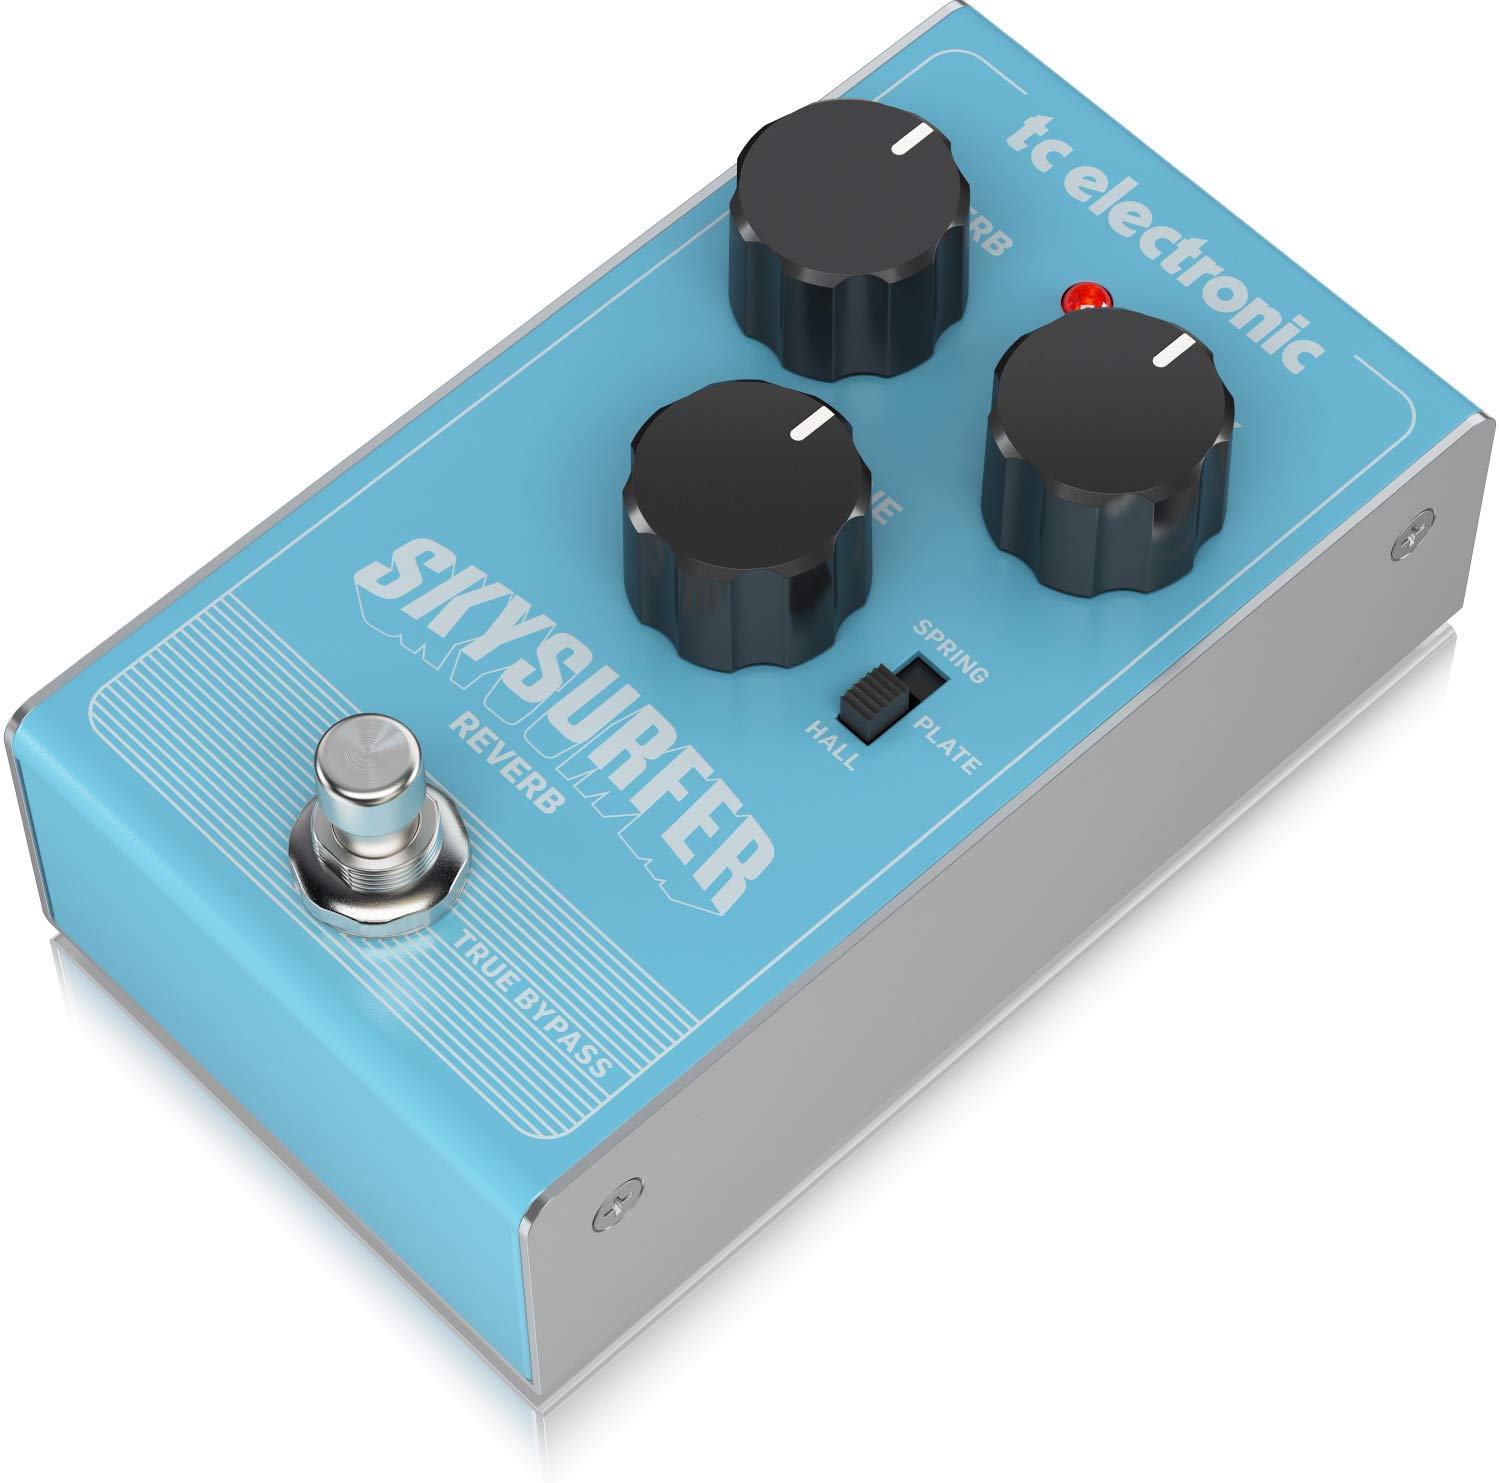 tc electronic
SPRING
HALL
PLATE
SKYSURFER
REVERB
TRUE BYPASS